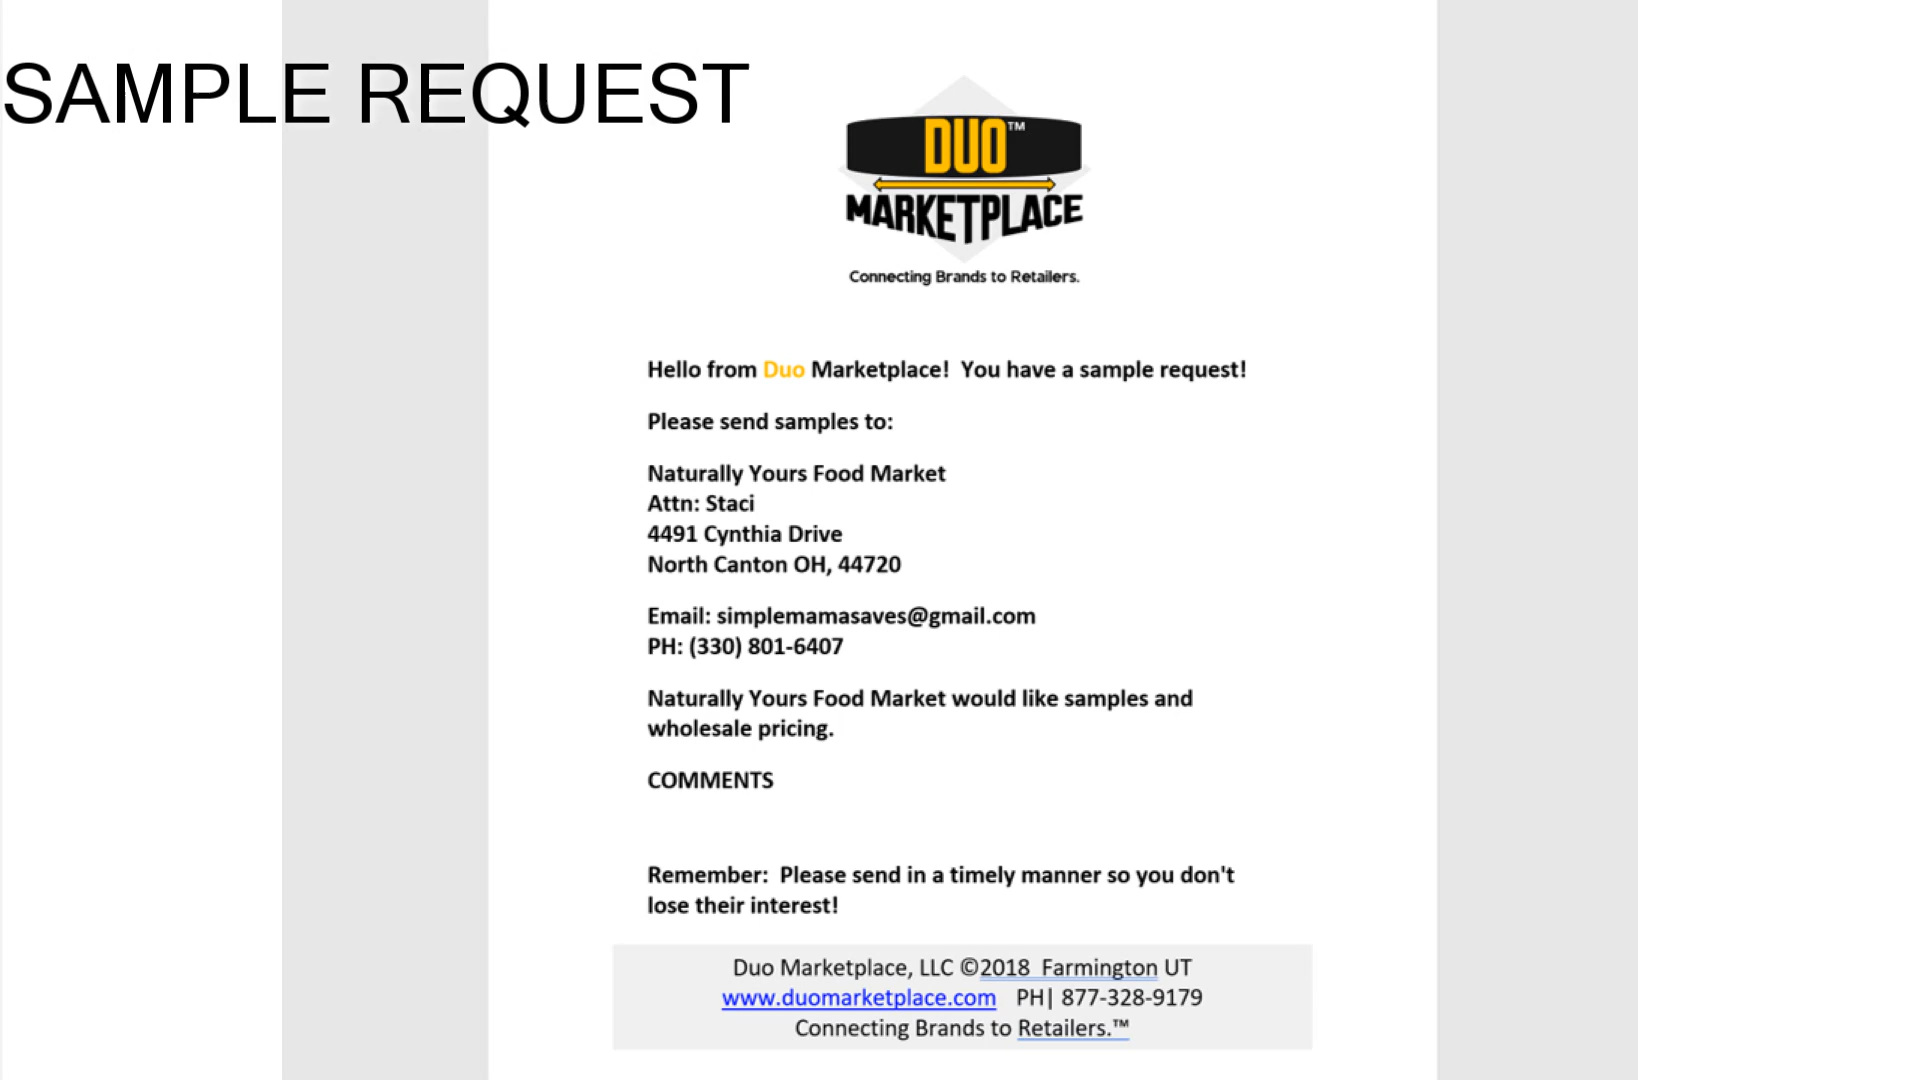 SAMPLE REQUEST
DUO™
MARKETPLACE
Connecting Brands to Retailers.
Hello from Duo Marketplace!  You have a sample request!
Please send samples to:
Naturally Yours Food Market
Attn: Staci
4491 Cynthia Drive
North Canton OH, 44720
Email: simplemamasaves@gmail.com
PH: (330) 801-6407
Naturally Yours Food Market would like samples and
wholesale pricing.
COMMENTS
Remember:  Please send in a timely manner so you don't
lose their interest!
Duo Marketplace, LLC ©2018  Farmington UT
www.duomarketplace.com   PH| 877-328-9179
Connecting Brands to Retailers.™